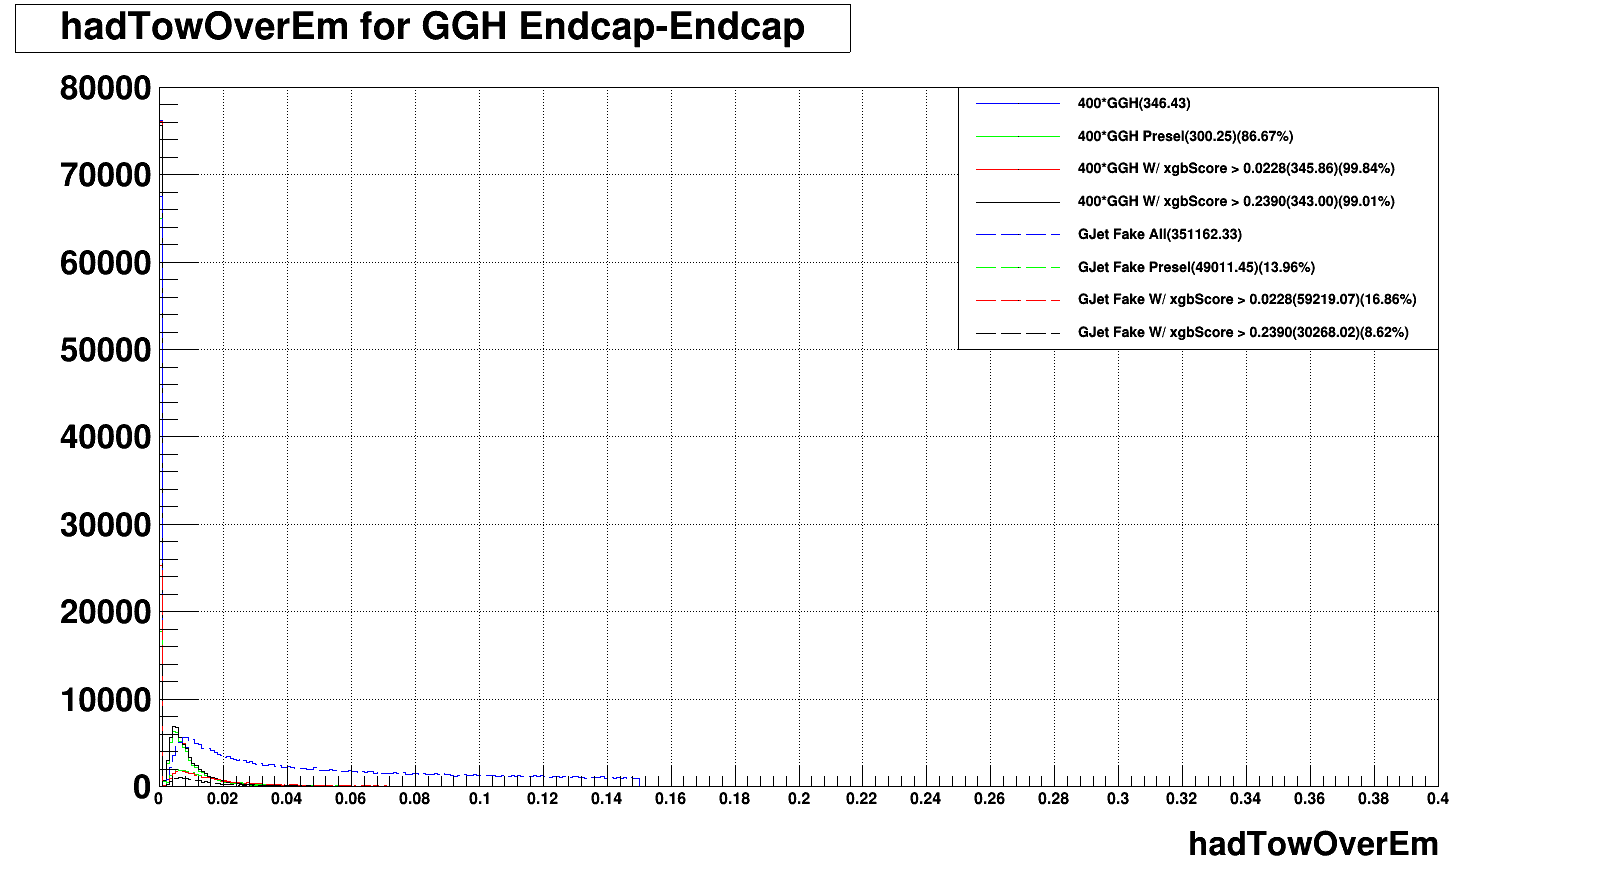 hadTowOverEm for GGH Endcap-Endcap
80000
70000
60000
50000
40000
30000
20000
10000
0
400*GGH(346.43)
400*GGH Presel(300.25)(86.67%)
400*GGH W/ xgbScore > 0.0228(345.86)(99.84%)
400*GGH W/ xgbScore > 0.2390(343.00)(99.01%)
GJet Fake All(351162.33)
GJet Fake Presel(49011.45)(13.96%)
GJet Fake W/ xgbScore > 0.0228(59219.07)(16.86%)
GJet Fake W/ xgbScore > 0.2390(30268.02)(8.62%)
0 0.02 0.04 0.06 0.08 0.1 0.12 0.14 0.16 0.18 0.2 0.22 0.24 0.26 0.28 0.3 0.32 0.34 0.36 0.38 0.4
hadTowOverEm